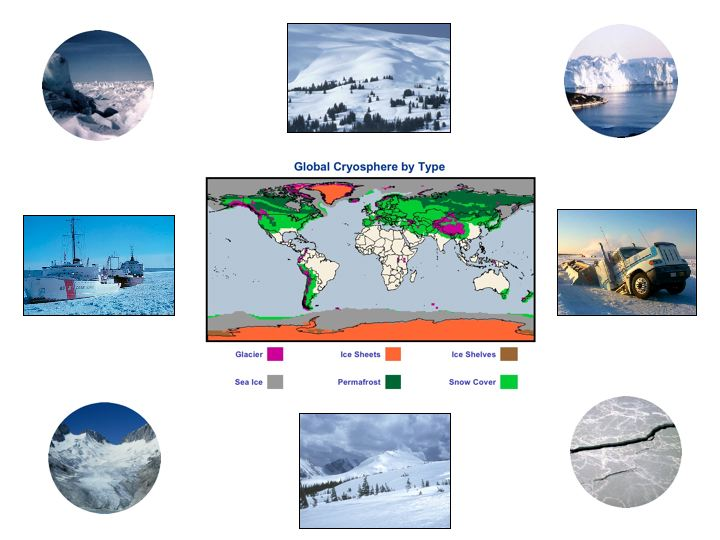 Global Cryosphere by Type
Glacier Ice Sheets Ice Shelves
Sea Ice Permafrost Snow Cover